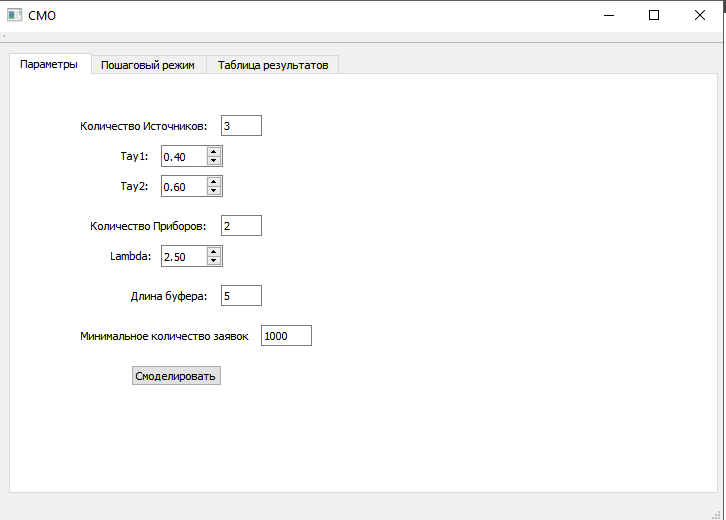 СМО
Параметры Пошаговый режим Таблица результатов
Количество Источников: 3
Тау1: 0.40
Тау2: 0.60
Количество Приборов: 2
Lambda: 2.50
Длина буфера: 5
Минимальное количество заявок 1000
Смоделировать